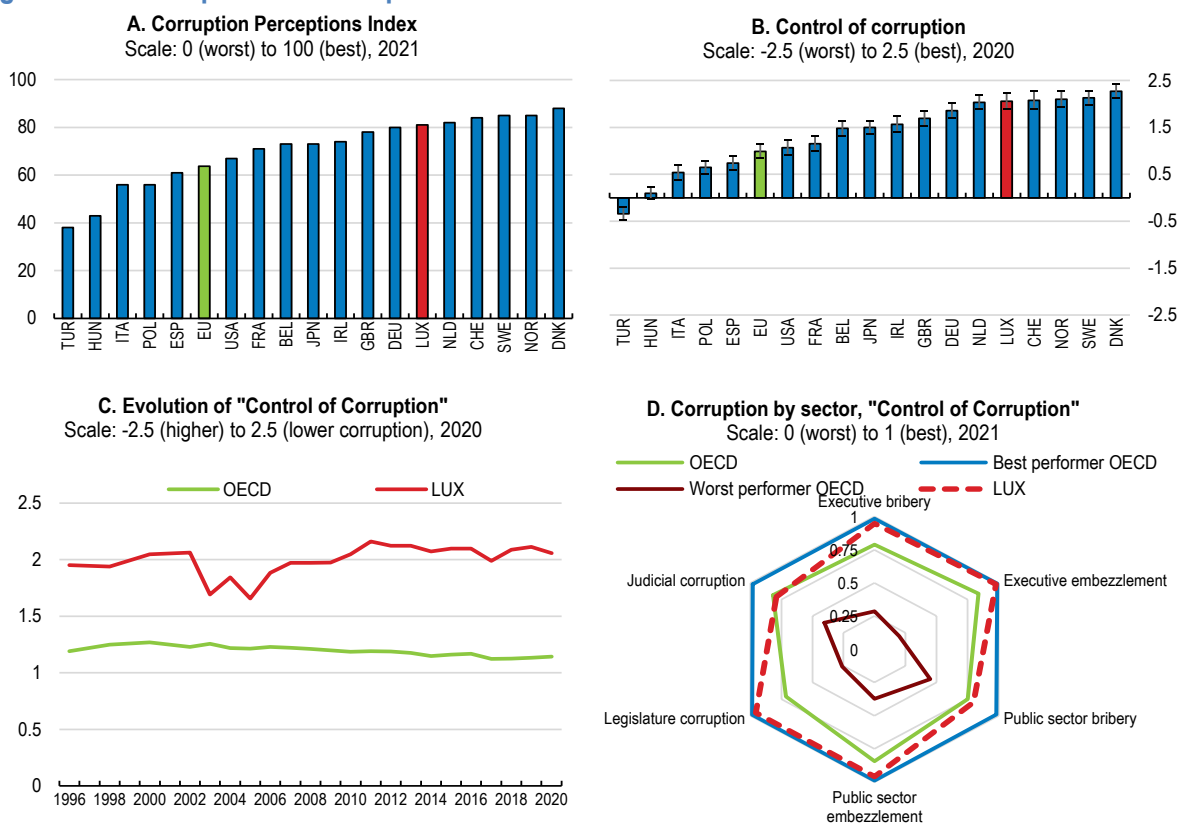 A. Corruption Perceptions Index
Scale: 0 (worst) to 100 (best), 2021
100
80
60
40
20
0
TUR HUN ITA POL ESP EU USA FRA BEL JPN IRL GBR DEU LUX NLD CHE SWE NOR DNK
B. Control of corruption
Scale: -2.5 (worst) to 2.5 (best), 2020
2.5
1.5
0.5
-0.5
-1.5
-2.5
TUR HUN ITA POL ESP EU USA FRA BEL JPN IRL GBR DEU NLD LUX CHE NOR SWE DNK
C. Evolution of "Control of Corruption"
Scale: -2.5 (higher) to 2.5 (lower corruption), 2020
OECD LUX
2.5
2
1.5
1
0.5
0
1996 1998 2000 2002 2004 2006 2008 2010 2012 2014 2016 2018 2020
D. Corruption by sector, "Control of Corruption"
Scale: 0 (worst) to 1 (best), 2021
OECD Best performer OECD
Worst performer OECD LUX
Executive bribery
1
0.75
0.5
0.25
0
Judicial corruption Executive embezzlement
Legislature corruption Public sector bribery
Public sector
embezzlement